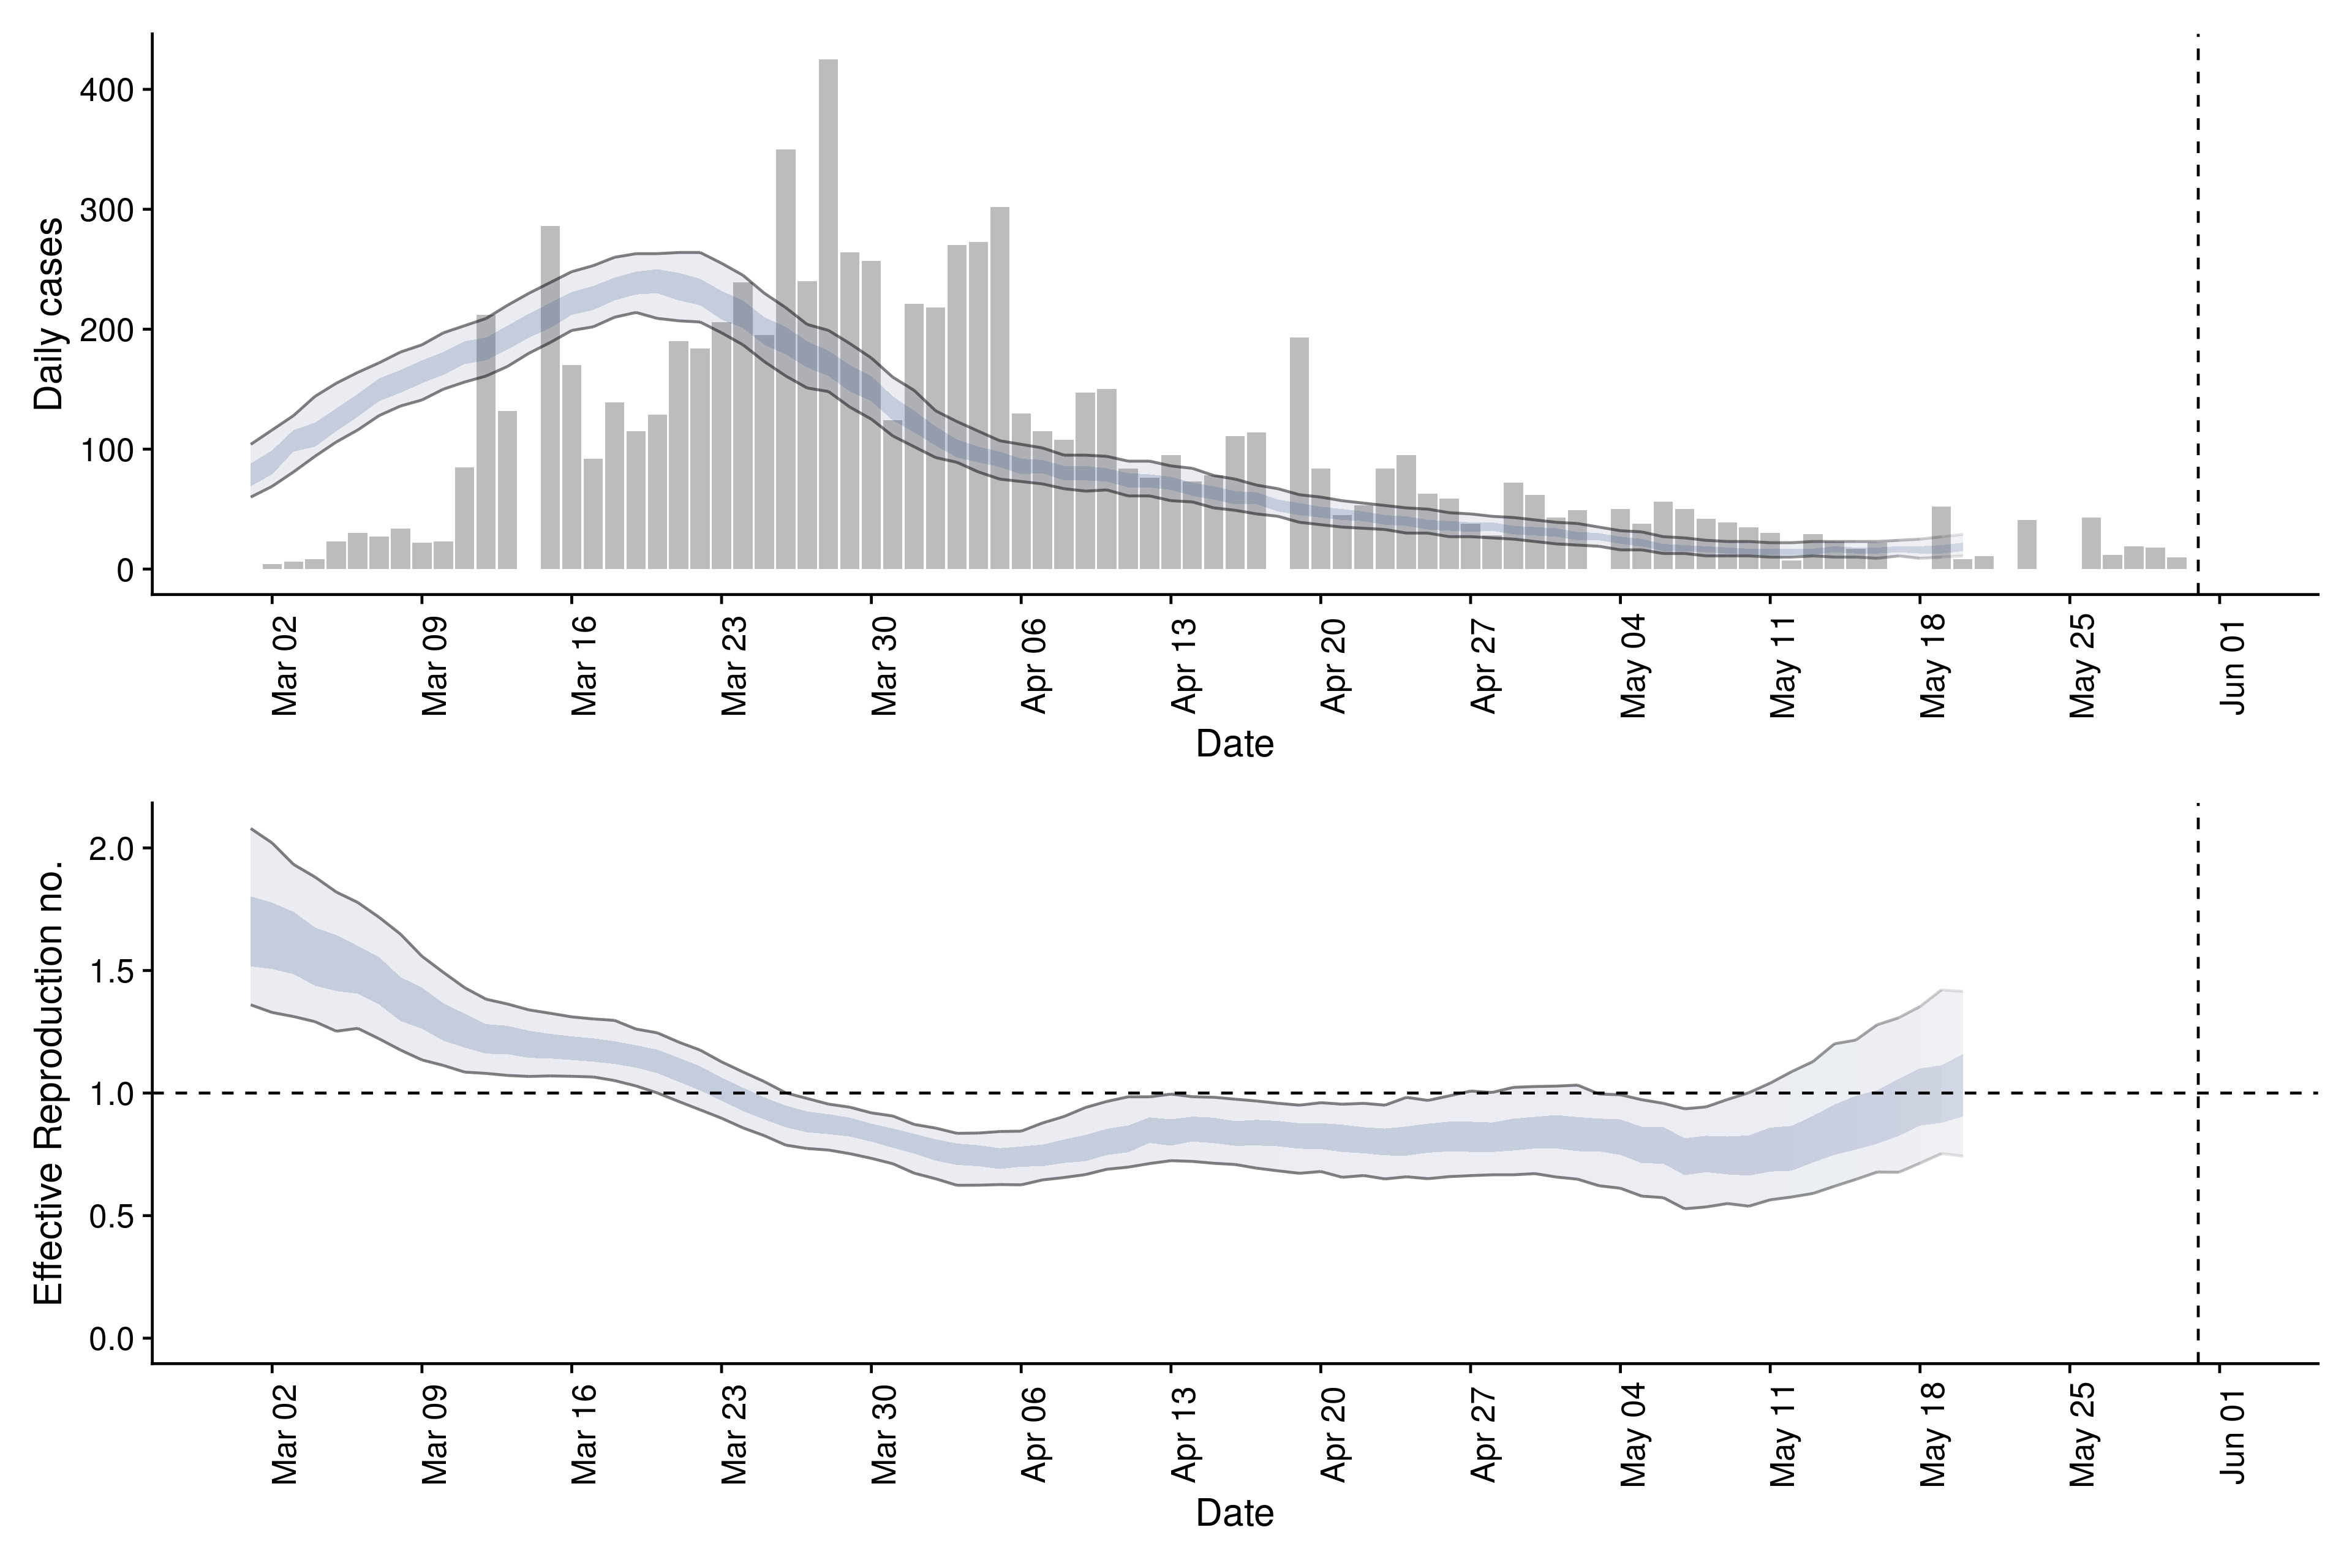 Daily cases
400
300
200
100
0
Mar 02
Mar 09
Mar 16
Mar 23
Mar 30
Apr 06
Apr 13
Apr 20
Apr 27
May 04
May 11
May 18
May 25
Jun 01
Date
Effective Reproduction no.
2.0
1.5
1.0
0.5
0.0
Mar 02
Mar 09
Mar 16
Mar 23
Mar 30
Apr 06
Apr 13
Apr 20
Apr 27
May 04
May 11
May 18
May 25
Jun 01
Date